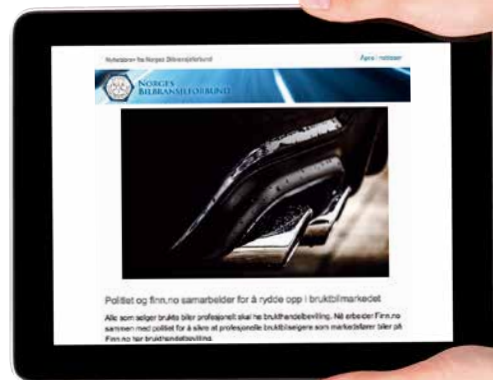 Nyhetsbrev fra Norges Bilbransjeforbund
Åpne i nettleser
NORGES
BILBRANSJEFORBUND
Politiet og finn.no samarbeider for å rydde opp i bruktbilmarkedet
Alle som selger brukte biler profesjonelt skal ha brukthandelbevilling. Nå arbeider Finn.no
sammen med politiet for å sikre at profesjonelle bruktbilselgere som markedsfører biler på
Finn.no har brukthandelbevilling.